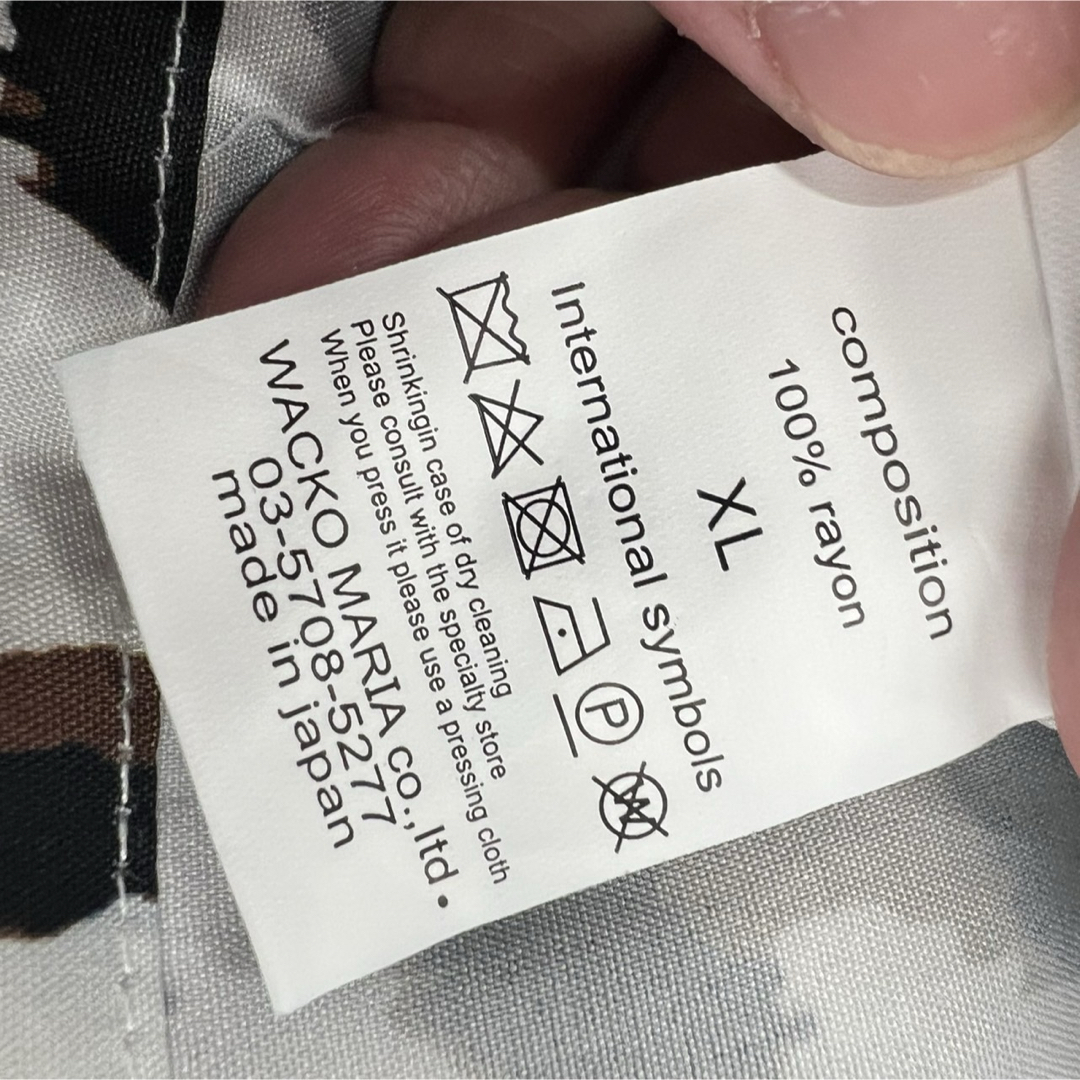 composition
100% rayon
XL
International symbols
P
W
Shrinkingin case of dry cleaning
Please consult with the specialty store
When you press it please use a pressing cloth
WACKO MARIA co.,ltd.
03-5708-5277
made in japan